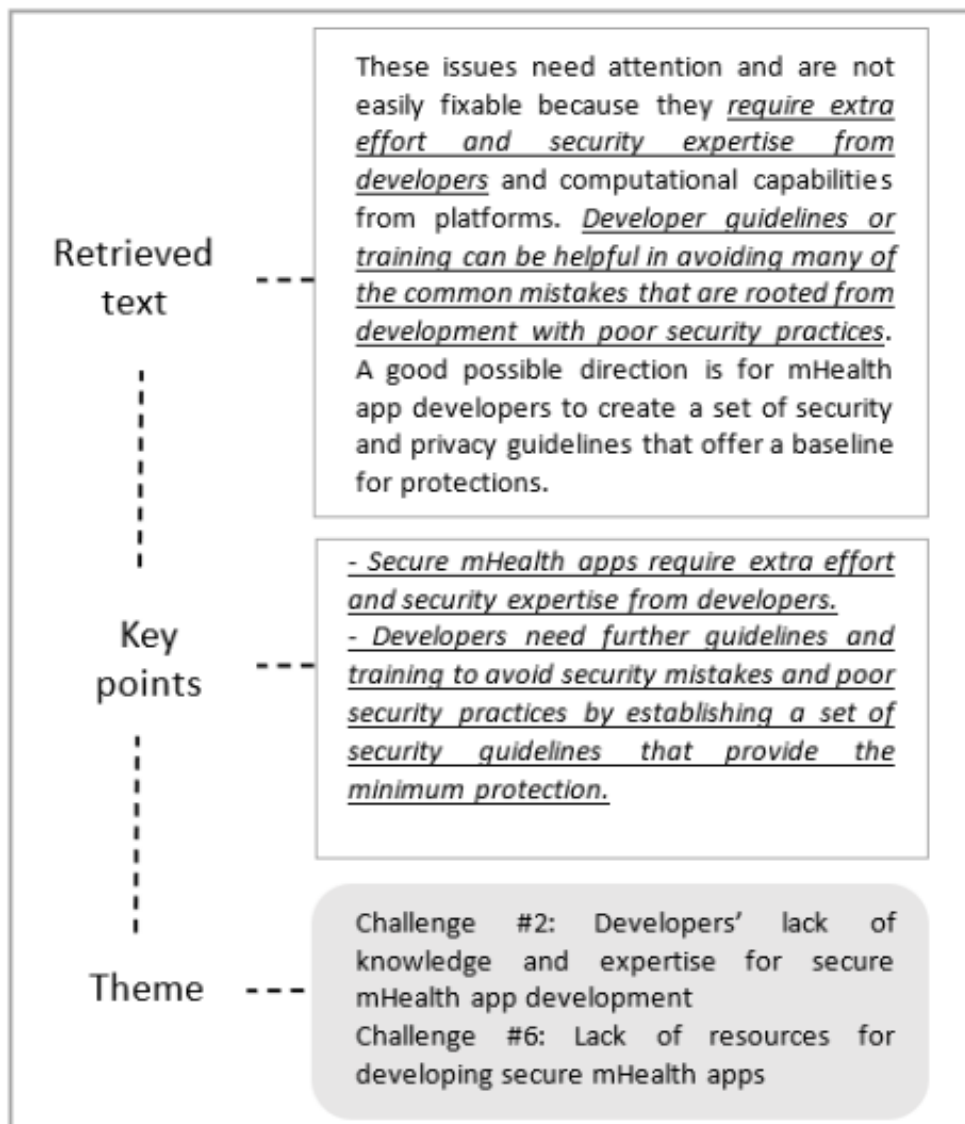 These issues need attention and are not
easily fixable because they require extra
effort and security expertise from
developers and computational capabilities
from platforms. Developer guidelines or
training can be helpful in avoiding many of
the common mistakes that are rooted from
development with poor security practices.
A good possible direction is for mHealth
app developers to create a set of security
and privacy guidelines that offer a baseline
for protections.
Retrieved
text
- Secure mHealth apps require extra effort
and security expertise from developers.
- Developers need further guidelines and
training to avoid security mistakes and poor
security practices by establishing a set of
security guidelines that provide the
minimum protection.
Key
points
Challenge #2: Developers’ lack of
knowledge and expertise for secure
mHealth app development
Challenge #6: Lack of resources for
developing secure mHealth apps
Theme